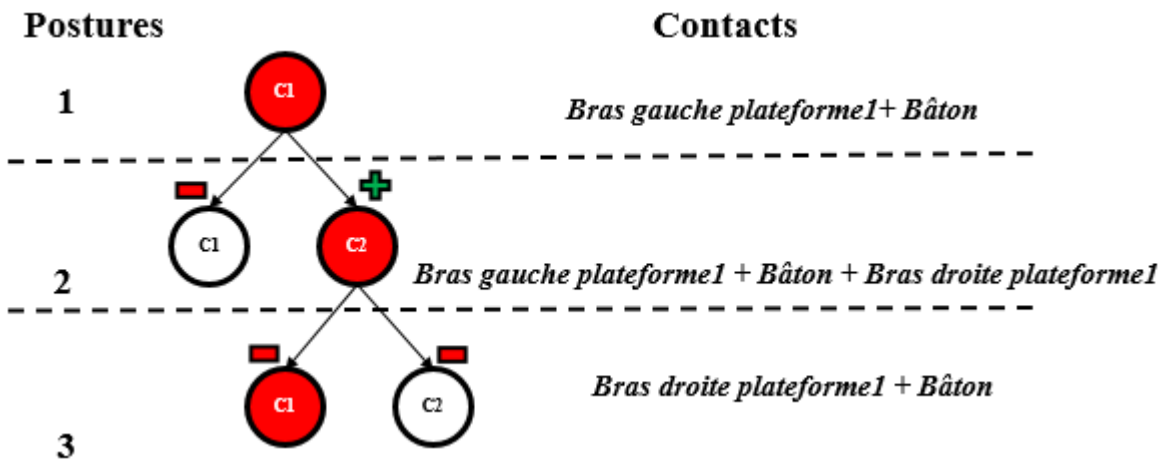 Postures Contacts
C1
1 Bras gauche plateforme1+ Bâton
C1 C2
2 Bras gauche plateforme1 + Bâton + Bras droite plateforme1
C1 C2
Bras droite plateforme1 + Bâton
3